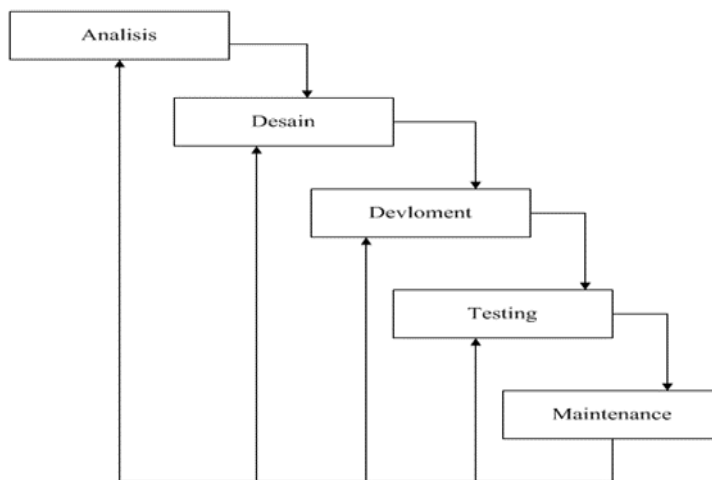 Analisis
Desain
Devloment
Testing
Maintenance